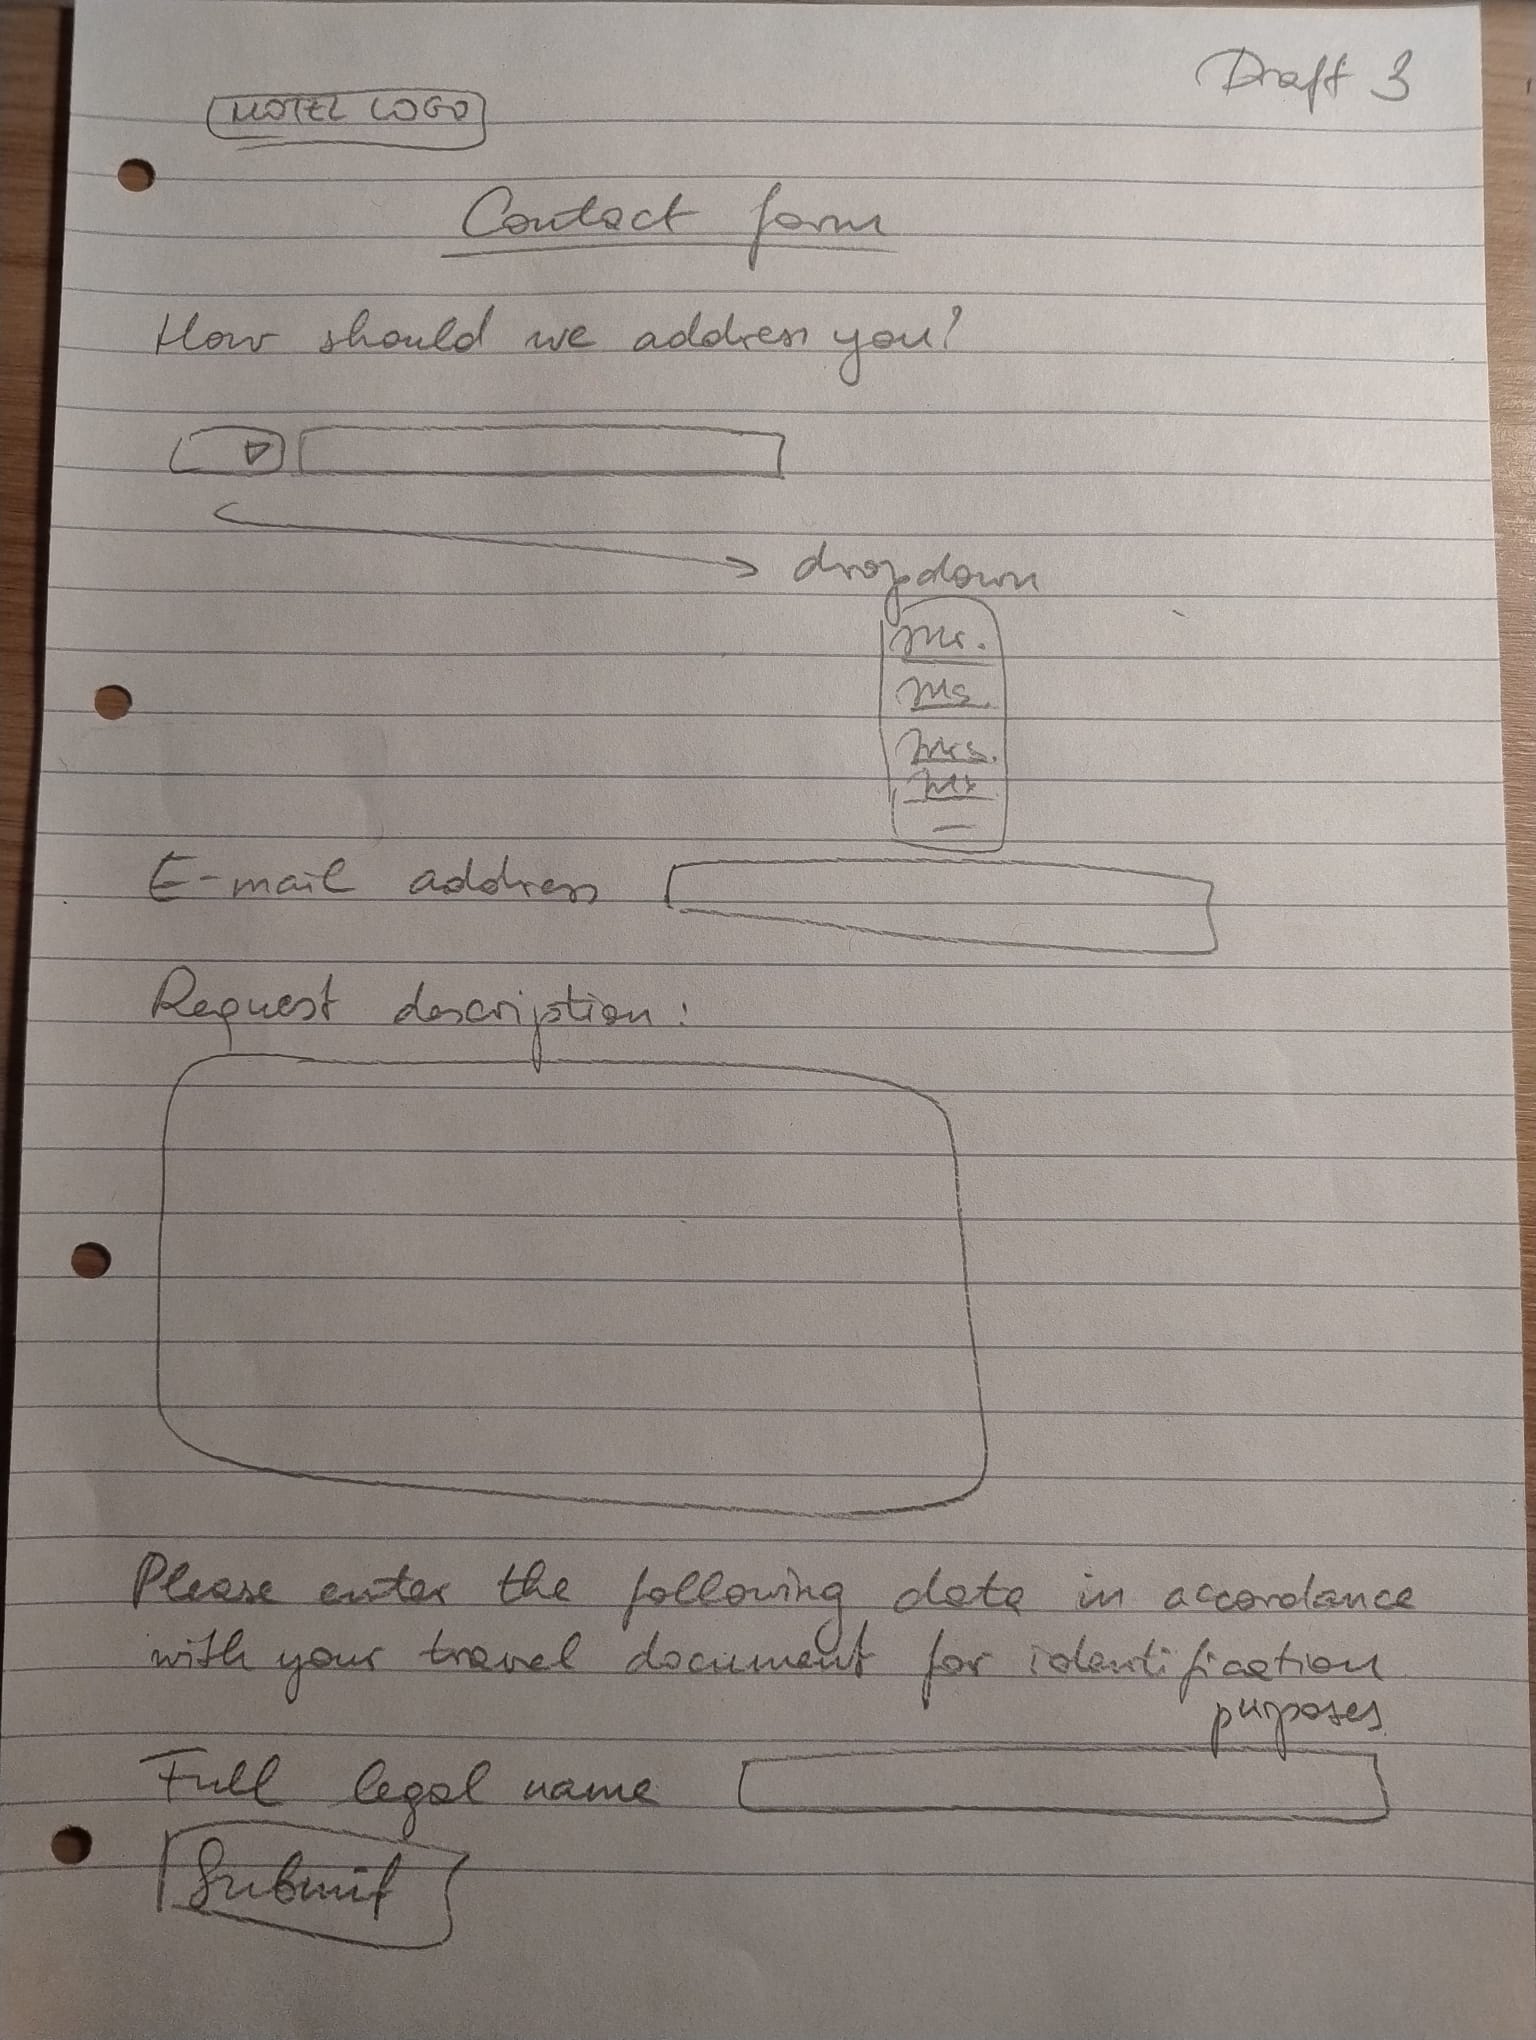 Draft 3
HOTEL LOGO
Contact form
How should we address you?
dropdown
Mr.
Ms.
Mrs.
Mx
—
E-mail address
Request description:
Please enter the following data in accordance
with your travel document for identification
purposes.
Full legal name
Submit